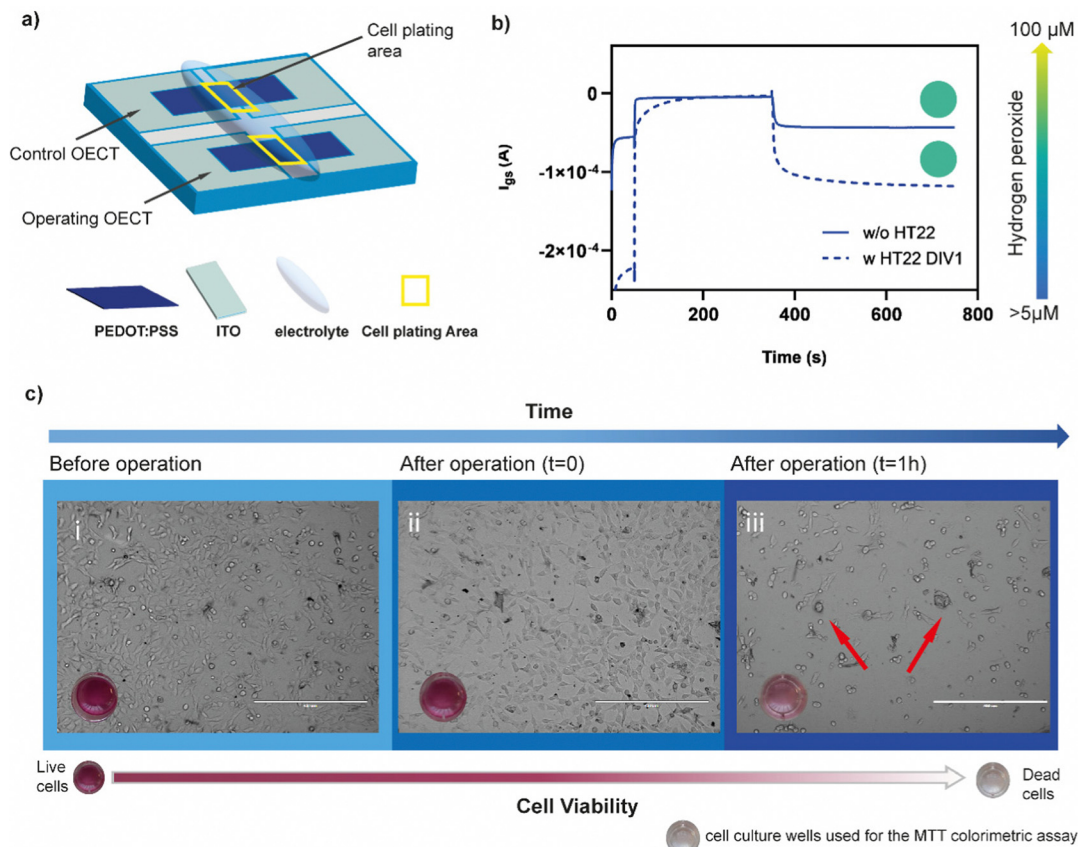 a)
Cell plating
area
Control OECT
Operating OECT
PEDOT:PSS
ITO
electrolyte
Cell plating Area
b)
I gs (A)
0
-1×10⁻⁴
-2×10⁻⁴
w/o HT22
w HT22 DIV1
0
200
400
600
800
Time (s)
100 µM
Hydrogen peroxide
>5µM
c)
Time
Before operation
After operation (t=0)
After operation (t=1h)
i
ii
iii
Live
cells
Dead
cells
Cell Viability
cell culture wells used for the MTT colorimetric assay